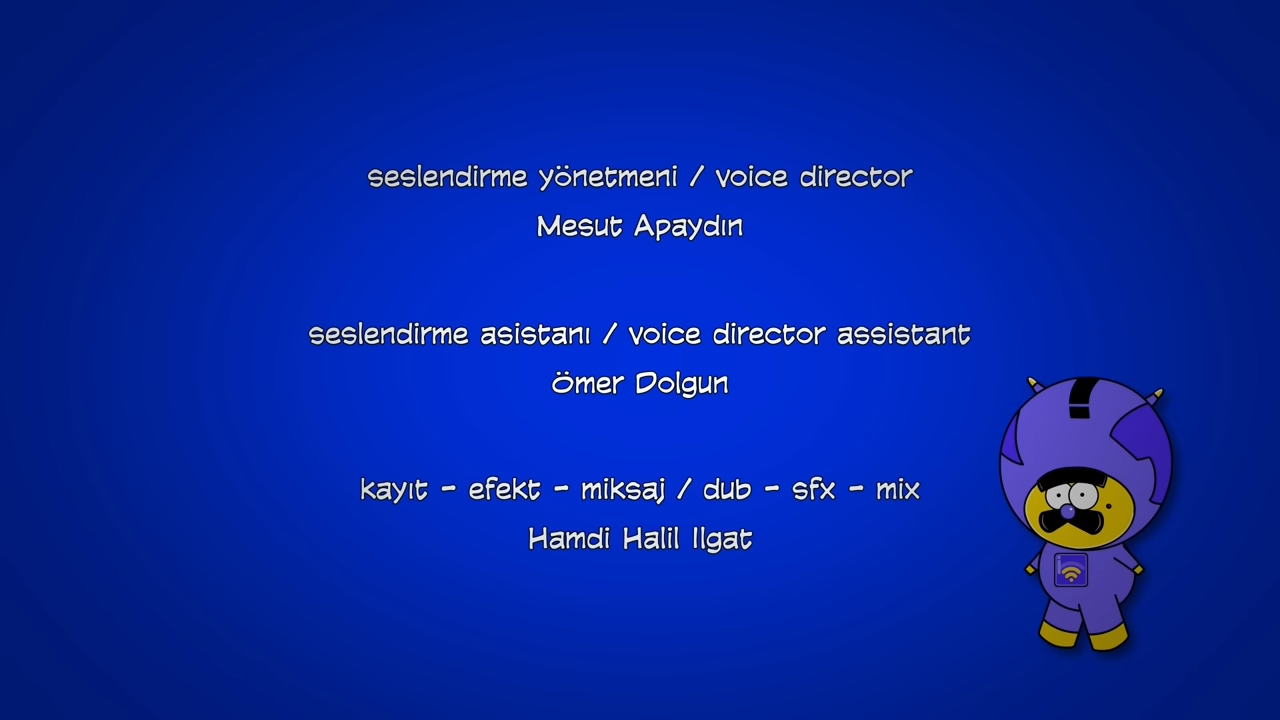 seslendirme yönetmeni / voice director
Mesut Apaydın
seslendirme asistanı / voice director assistant
Ömer Dolgun
kayıt - efekt - miksaj / dub - sfx - mix
Hamdi Halil Ilgat